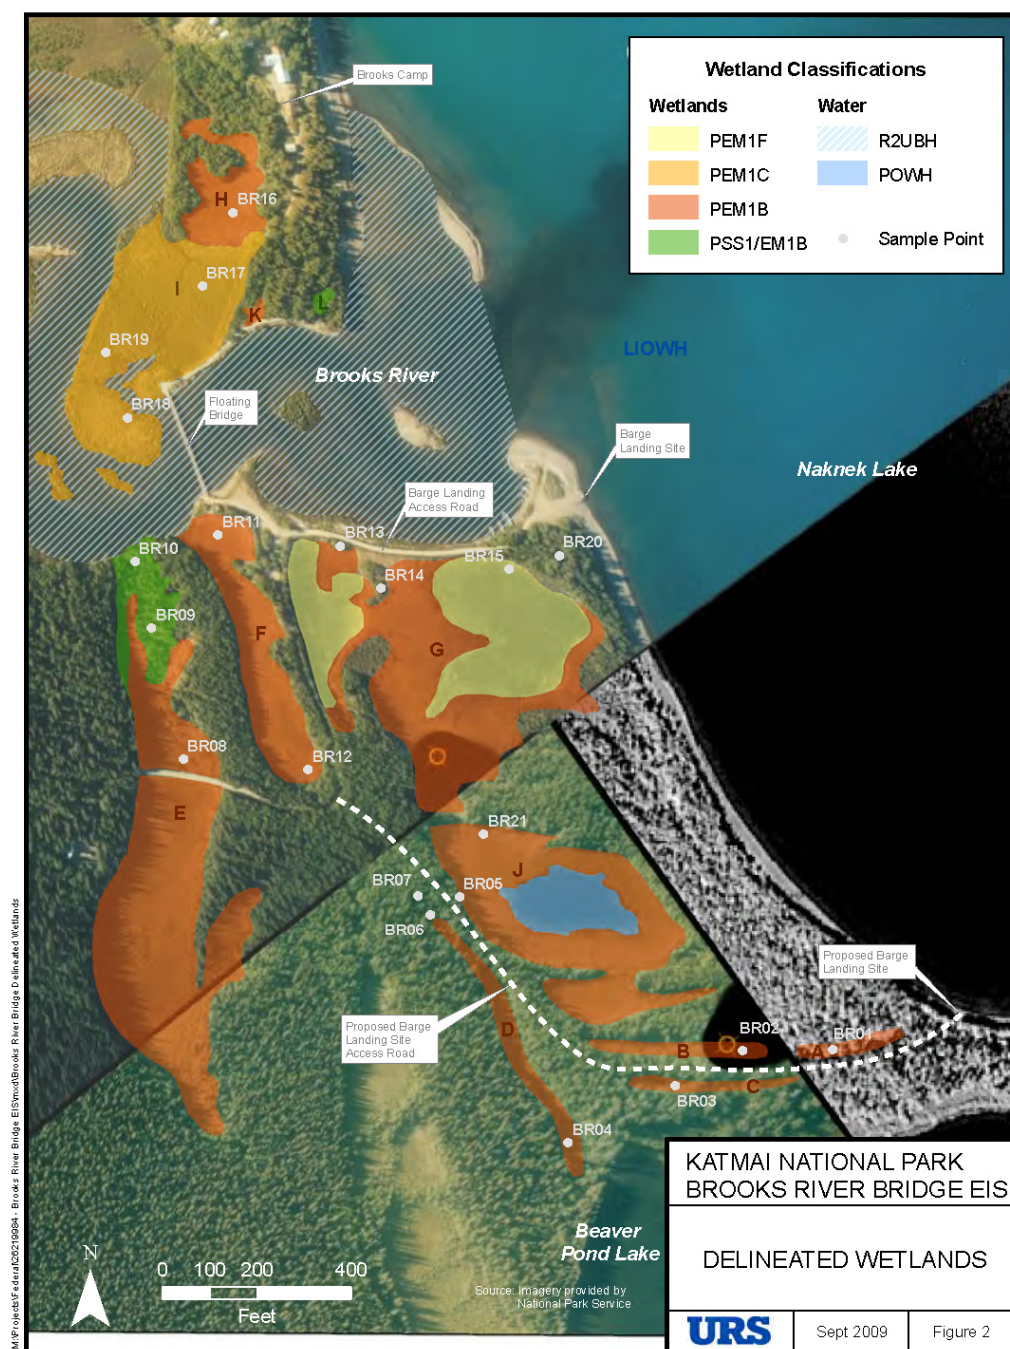 Wetland Classifications
Wetlands
Water
PEM1F
R2UBH
PEM1C
POWH
PEM1B
PSS1/EM1B
Sample Point
Brooks Camp
H
BR16
I
BR17
K
L
BR19
LIOWH
Brooks River
BR18
Floating
Bridge
Barge
Landing Site
Naknek Lake
Barge Landing
Access Road
BR11
BR13
BR10
BR15
BR20
BR14
BR09
F
G
BR08
BR12
E
BR21
J
BR07
BR05
BR06
Proposed Barge
Landing Site
D
Proposed Barge
Landing Site
Access Road
BR02
BR01
B
A
BR03
C
BR04
Beaver
Pond Lake
N
0 100 200 400
Feet
Source: Imagery provided by
National Park Service
KATMAI NATIONAL PARK
BROOKS RIVER BRIDGE EIS
DELINEATED WETLANDS
URS
Sept 2009
Figure 2